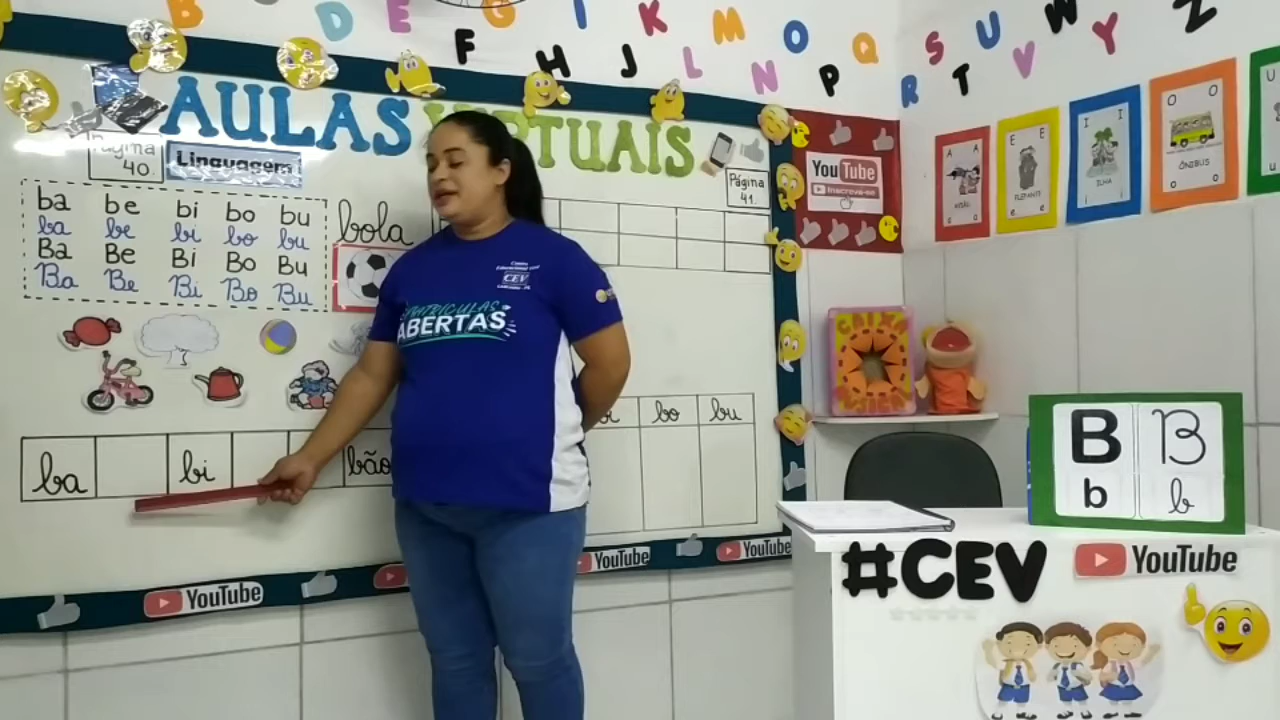 B D E G I K M O Q S U W Y Z
F H J L N P R T V
AULAS VIRTUAIS
Página
40.
Linguagem
Página
41.
YouTube
Inscreva-se
ba be bi bo bu
ba be bi bo bu
Ba Be Bi Bo Bu
Ba Be Bi Bo Bu
bola
A A
a a
E E
ELEFANTE
e e
I I
ILHA
i i
O O
ÔNIBUS
o o
U
u
CEV
MATRÍCULAS
ABERTAS
CAIXA
ba bi bão
bo bu
B B
b b
#CEV YouTube
YouTube
YouTube
YouTube